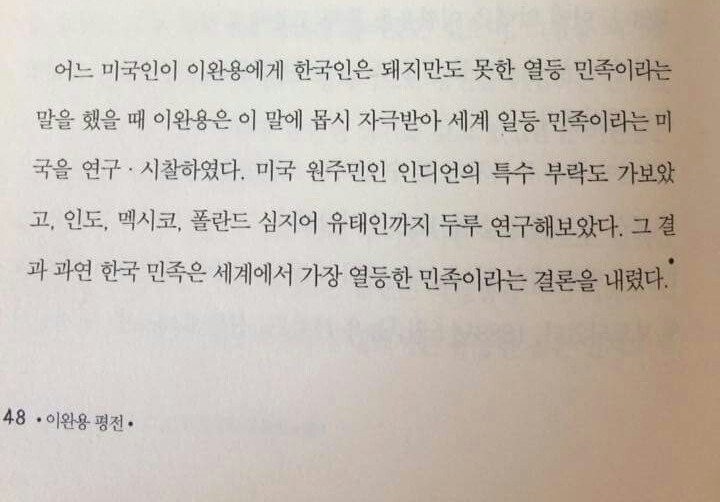 어느 미국인이 이완용에게 한국인은 돼지만도 못한 열등 민족이라는
말을 했을 때 이완용은 이 말에 몹시 자극받아 세계 일등 민족이라는 미
국을 연구·시찰하였다. 미국 원주민인 인디언의 특수 부락도 가보았
고, 인도, 멕시코, 폴란드 심지어 유태인까지 두루 연구해보았다. 그 결
과 과연 한국 민족은 세계에서 가장 열등한 민족이라는 결론을 내렸다.•
48 • 이완용 평전 •